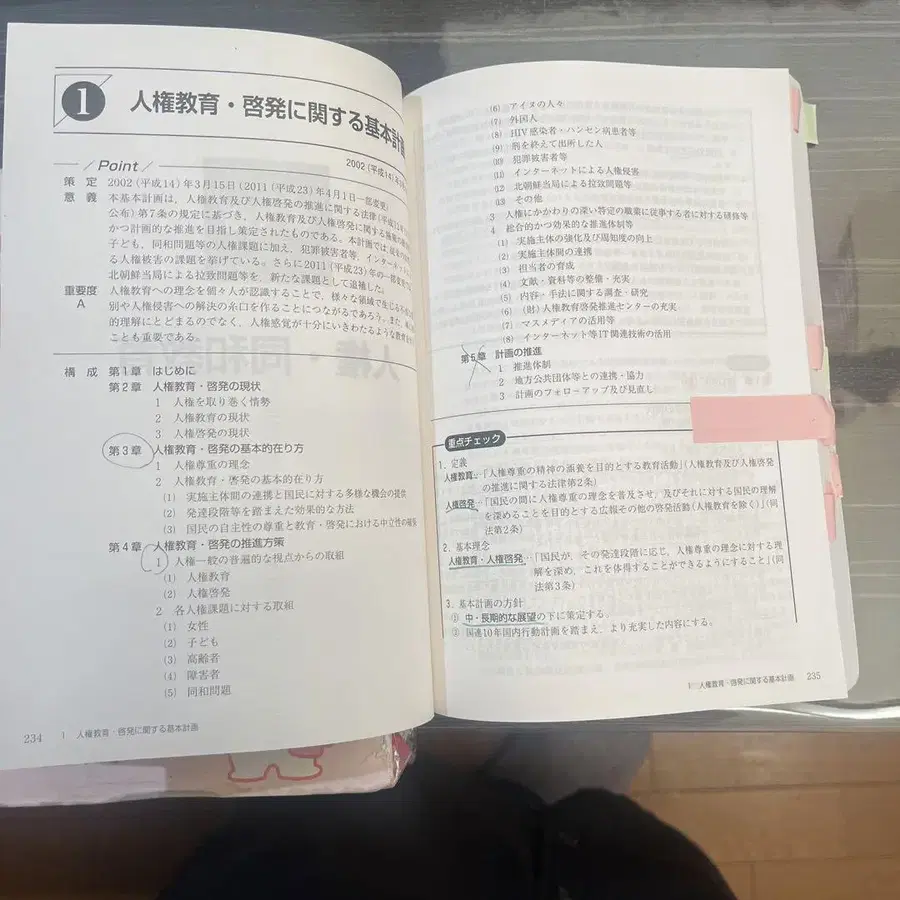 1 人権教育・啓発に関する基本計
2002（平成14）年3
Point
策 定 2002（平成14）年3月15日（2011（平成23）年4月1日一部変更）
意 義 本基本計画は，人権教育及び人権啓発の推進に関する法律（平成12年
公布）第7条の規定に基づき，人権教育及び人権啓発に関する施策の
かつ計画的な推進を目指し策定されたものである。本計画では，
子ども，同和問題等の人権課題に加え，犯罪被害者等，インターネット
る人権被害の課題を挙げている。さらに2011（平成23）年の一部変更で
北朝鮮当局による拉致問題等を，新たな課題として追補した。
重要度 A 人権教育への理念を個々人が認識することで，様々な領域で生じる
別や人権侵害への解決の糸口を作ることにつながるであろう。また，
的理解にとどまるのでなく，人権感覚が十分にいきわたるような教育
ことも重要である。
構 成 第1章 はじめに
第2章 人権教育・啓発の現状
1 人権を取り巻く情勢
2 人権教育の現状
3 人権啓発の現状
第3章 人権教育・啓発の基本的在り方
1 人権尊重の理念
2 人権教育・啓発の基本的在り方
(1) 実施主体間の連携と国民に対する多様な機会の提供
(2) 発達段階等を踏まえた効果的な方法
(3) 国民の自主性の尊重と教育・啓発における中立性の確保
第4章 人権教育・啓発の推進方策
1 人権一般の普遍的な視点からの取組
(1) 人権教育
(2) 人権啓発
2 各人権課題に対する取組
(1) 女性
(2) 子ども
(3) 高齢者
(4) 障害者
(5) 同和問題
234 I 人権教育・啓発に関する基本計画
(6) アイヌの人々
(7) 外国人
(8) HIV感染者・ハンセン病患者等
(9) 刑を終えて出所した人
(10) 犯罪被害者等
(11) インターネットによる人権侵害
(12) 北朝鮮当局による拉致問題等
(13) その他
3 人権にかかわりの深い特定の職業に従事する者に対する研修等
4 総合的かつ効果的な推進体制等
(1) 実施主体の強化及び周知度の向上
(2) 実施主体間の連携
(3) 担当者の育成
(4) 文献・資料等の整備・充実
(5) 内容・手法に関する調査・研究
(6) （財）人権教育啓発推進センターの充実
(7) マスメディアの活用等
(8) インターネット等IT関連技術の活用
第5章 計画の推進
1 推進体制
2 地方公共団体等との連携・協力
3 計画のフォローアップ及び見直し
重点チェック
1．定義
人権教育…「人権尊重の精神の涵養を目的とする教育活動」（人権教育及び人権啓発
の推進に関する法律第2条）
人権啓発…「国民の間に人権尊重の理念を普及させ，及びそれに対する国民の理解
を深めることを目的とする広報その他の啓発活動（人権教育を除く）」（同
法第2条）
2．基本理念
人権教育・人権啓発…「国民が，その発達段階に応じ，人権尊重の理念に対する理
解を深め，これを体得することができるようにすること」（同
法第3条）
3．基本計画の方針
① 中・長期的な展望の下に策定する。
② 国連10年国内行動計画を踏まえ，より充実した内容にする。
I 人権教育・啓発に関する基本計画 235